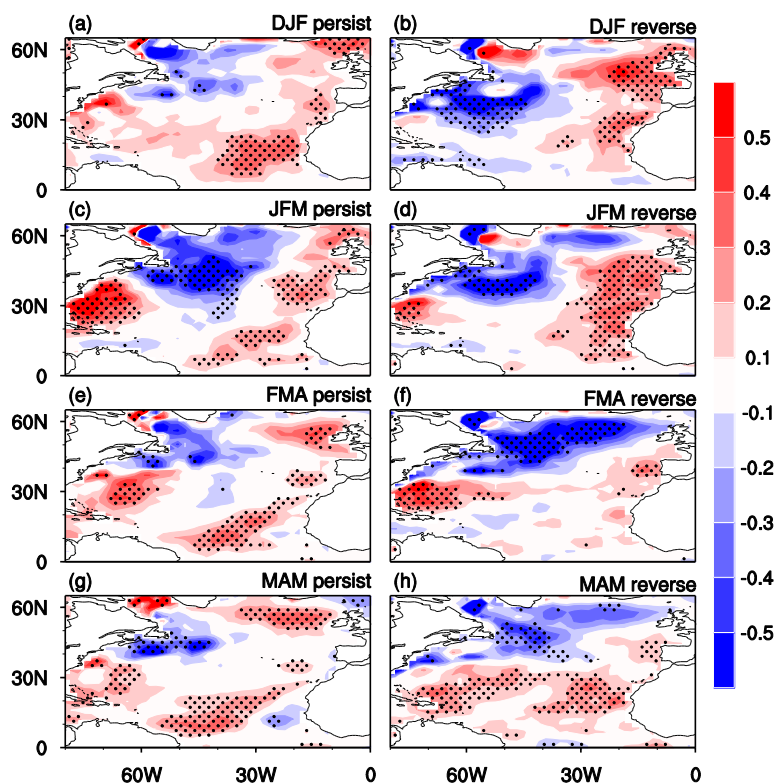 (a) DJF persist (b) DJF reverse
60N
30N
0
0.5
0.4
(c) JFM persist (d) JFM reverse
60N
0.3
30N
0.2
0
0.1
(e) FMA persist (f) FMA reverse
60N
-0.1
-0.2
30N
-0.3
0
-0.4
(g) MAM persist (h) MAM reverse
60N
-0.5
30N
0
60W 30W 0 60W 30W 0